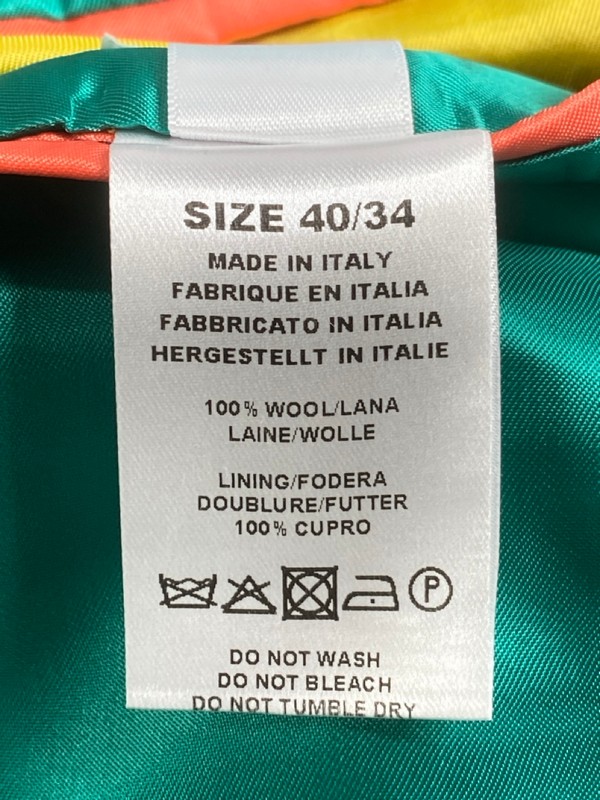 SIZE 40/34
MADE IN ITALY
FABRIQUE EN ITALIA
FABBRICATO IN ITALIA
HERGESTELLT IN ITALIE
100% WOOL/LANA
LAINE/WOLLE
LINING/FODERA
DOUBLURE/FUTTER
100% CUPRO
P
DO NOT WASH
DO NOT BLEACH
DO NOT TUMBLE DRY